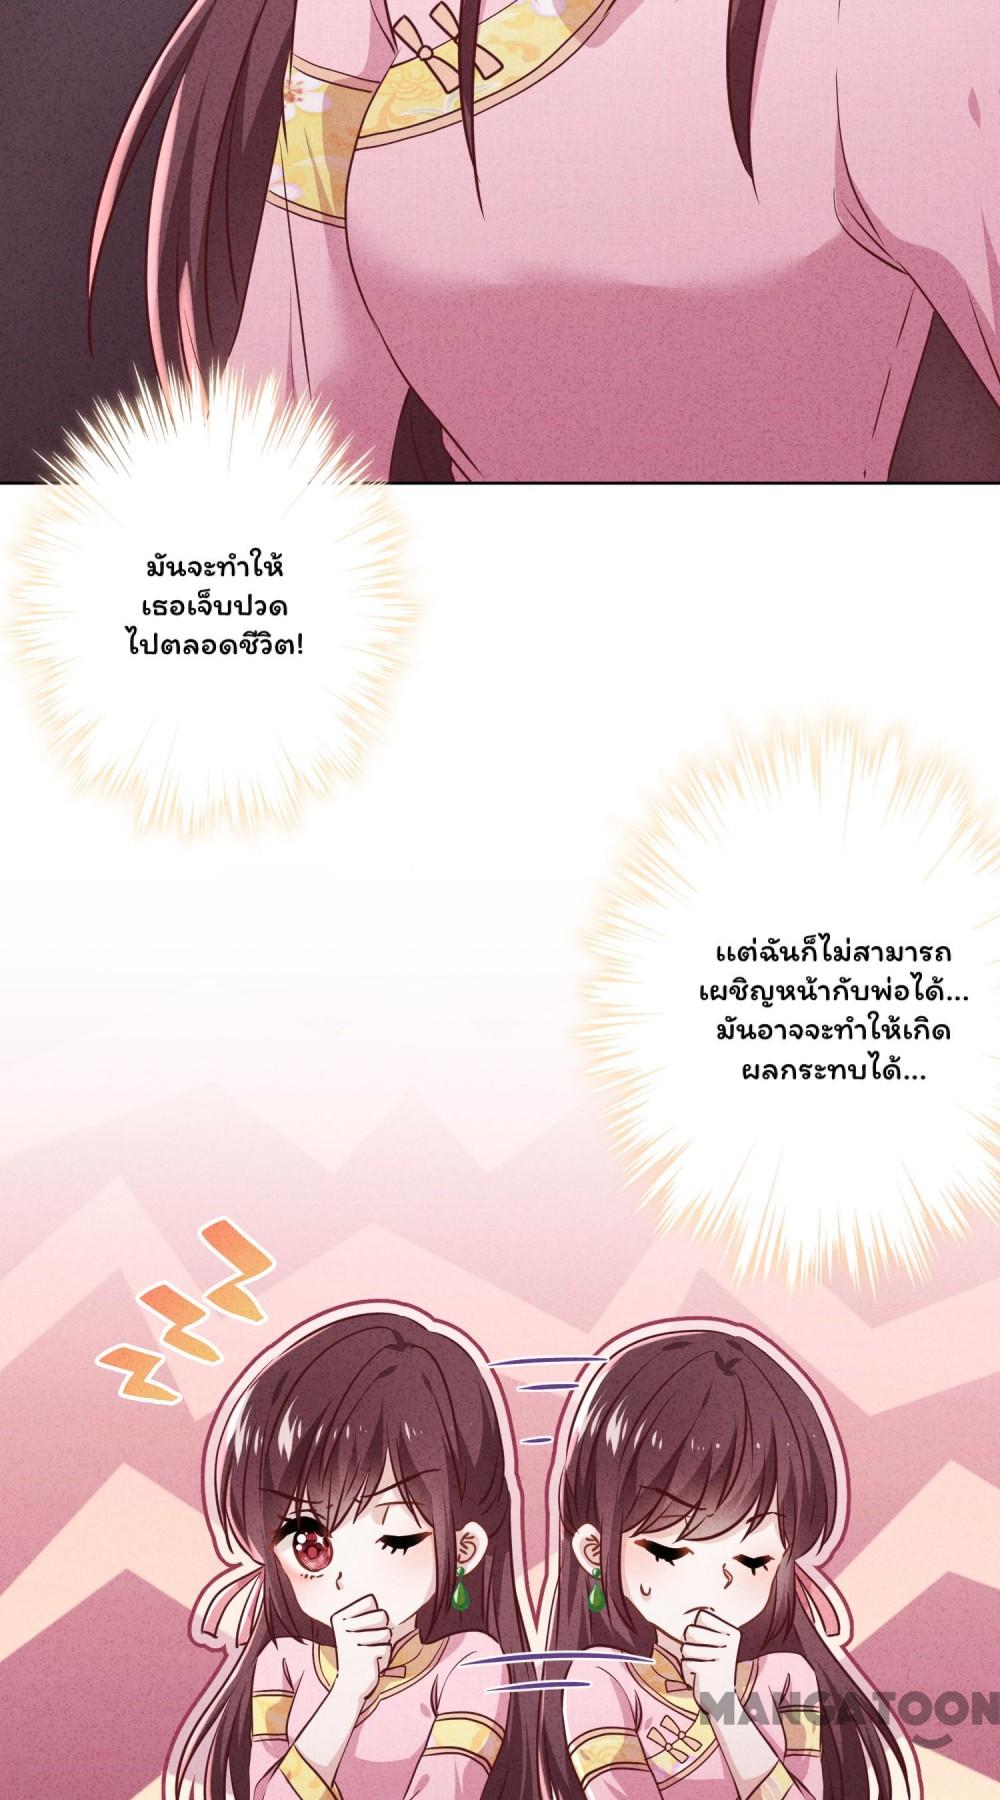 มันจะทำให้
เธอเจ็บปวด
ไปตลอดชีวิต!
แต่ฉันก็ไม่สามารถ
เผชิญหน้ากับพ่อได้...
มันอาจจะทำให้เกิด
ผลกระทบได้...
MANGATOON